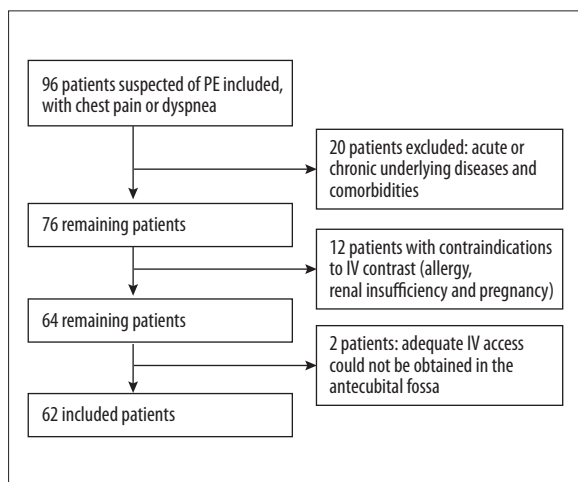 96 patients suspected of PE included,
with chest pain or dyspnea
20 patients excluded: acute or
chronic underlying diseases and
comorbidities
76 remaining patients
12 patients with contraindications
to IV contrast (allergy,
renal insufficiency and pregnancy)
64 remaining patients
2 patients: adequate IV access
could not be obtained in the
antecubital fossa
62 included patients